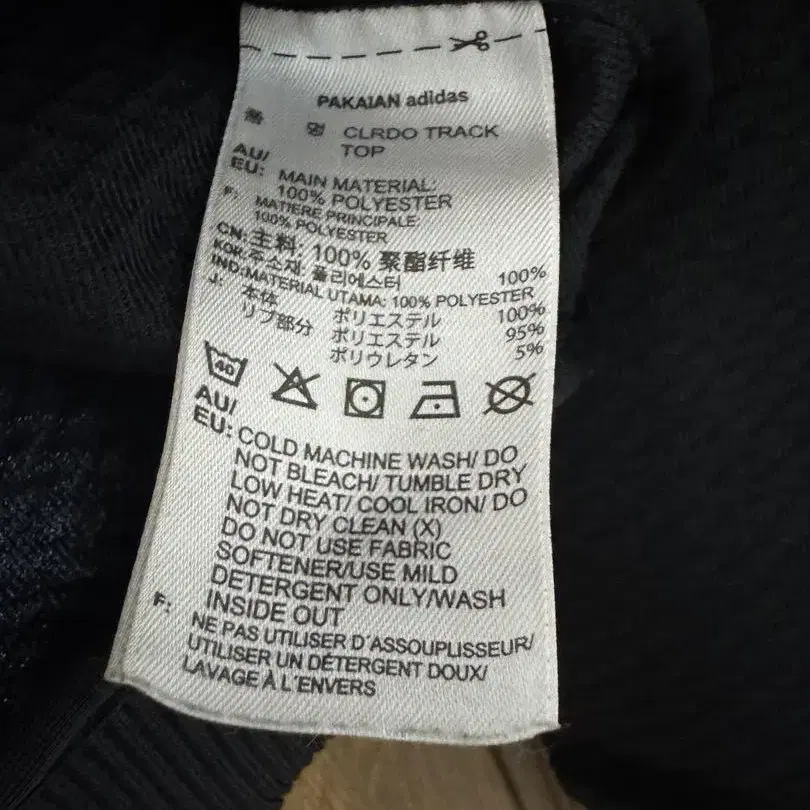 PAKAIAN adidas
CLRDO TRACK
TOP
AU/
EU: MAIN MATERIAL:
100% POLYESTER
F: MATIERE PRINCIPALE:
100% POLYESTER
CN: 主料: 100% 聚酯纤维
KOR: 주소재: 폴리에스터 100%
IND: MATERIAL UTAMA: 100% POLYESTER
J: 本体 ポリエステル 100%
リブ部分 ポリエステル 95%
ポリウレタン 5%
40
AU/
EU: COLD MACHINE WASH/ DO
NOT BLEACH/ TUMBLE DRY
LOW HEAT/ COOL IRON/ DO
NOT DRY CLEAN (X)
DO NOT USE FABRIC
SOFTENER/USE MILD
DETERGENT ONLY/WASH
INSIDE OUT
F: NE PAS UTILISER D'ASSOUPLISSEUR/
UTILISER UN DÉTERGENT DOUX/
LAVAGE À L'ENVERS